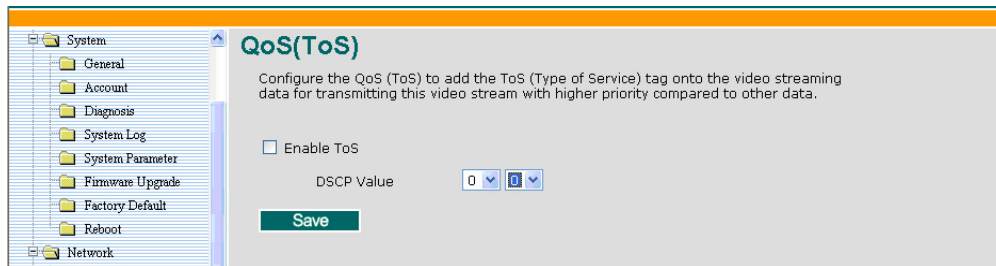 System
General
Account
Diagnosis
System Log
System Parameter
Firmware Upgrade
Factory Default
Reboot
Network
QoS(ToS)
Configure the QoS (ToS) to add the ToS (Type of Service) tag onto the video streaming
data for transmitting this video stream with higher priority compared to other data.
Enable ToS
DSCP Value 0 0
Save